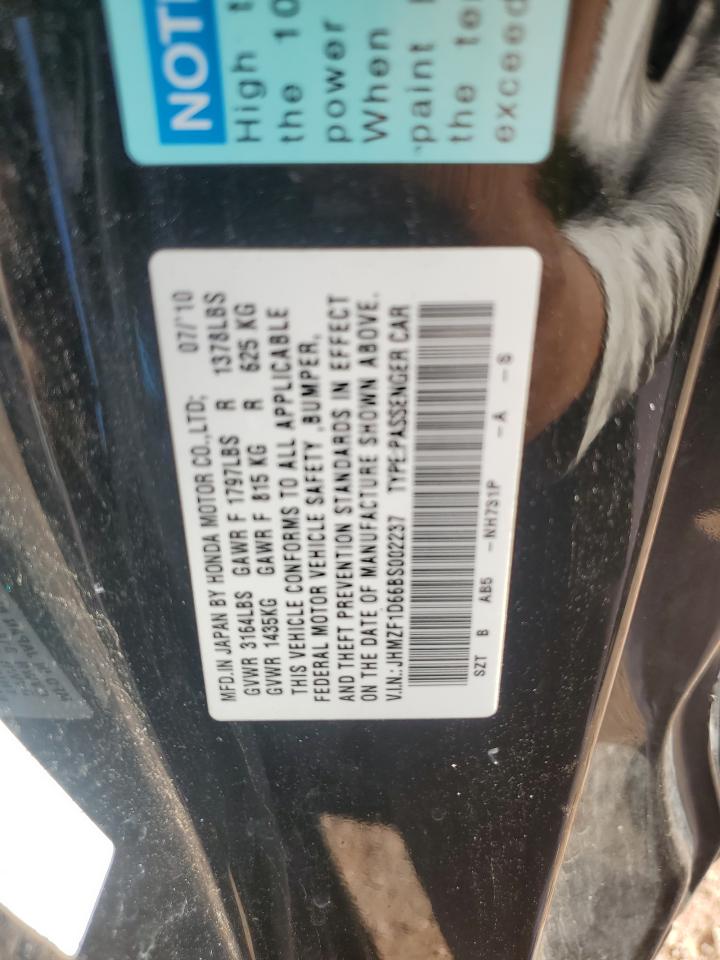 NOTI
High t
the 10
power
When
paint
the te
exceed
MFD.IN JAPAN BY HONDA MOTOR CO.,LTD; 07/'10
GVWR 3164LBS GAWR F 1797LBS R 1378LBS
GVWR 1435KG GAWR F 815 KG R 625 KG
THIS VEHICLE CONFORMS TO ALL APPLICABLE
FEDERAL MOTOR VEHICLE SAFETY ,BUMPER,
AND THEFT PREVENTION STANDARDS IN EFFECT
ON THE DATE OF MANUFACTURE SHOWN ABOVE.
V.I.N.: JHMZF1D66BS002237 TYPE:PASSENGER CAR
SZT B AB5 -NH731P -A -S